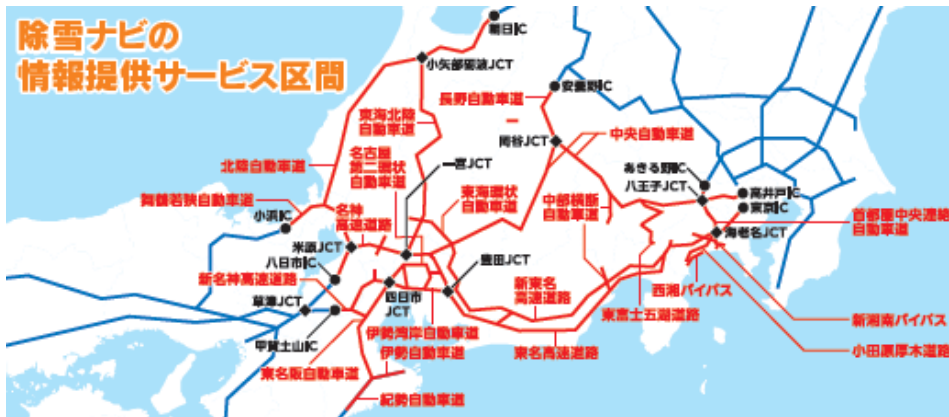 除雪ナビの
情報提供サービス区間
朝日IC
小矢部砺波JCT
安曇野IC
長野自動車道
東海北陸
自動車道
岡谷JCT
中央自動車道
名古屋
第二環状
自動車道
一宮JCT
北陸自動車道
あきる野IC
八王子JCT
高井戸IC
東京IC
舞鶴若狭自動車道
小浜IC
東海環状
自動車道
中部横断
自動車道
首都圏中央連絡
自動車道
名神
高速道路
海老名JCT
米原JCT
八日市IC
豊田JCT
新名神高速道路
新東名
高速道路
西湘バイパス
草津JCT
四日市
JCT
東富士五湖道路
新湘南バイパス
甲賀土山IC
伊勢湾岸自動車道
伊勢自動車道
東名高速道路
小田原厚木道路
東名阪自動車道
紀勢自動車道